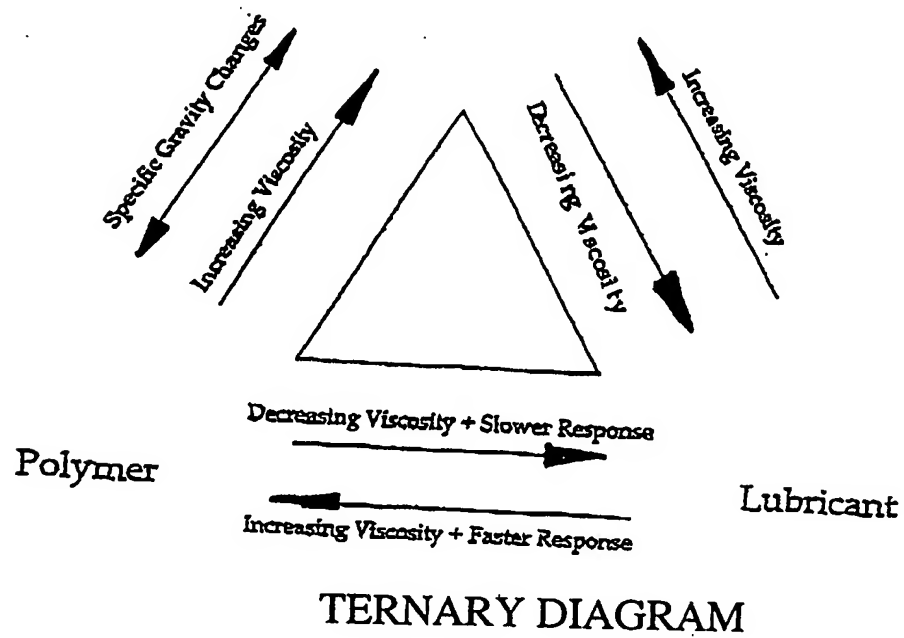 Specific Gravity Changes
Increasing Viscosity
Decreasing Viscosity
Increasing Viscosity
Decreasing Viscosity + Slower Response
Polymer
Lubricant
Increasing Viscosity + Faster Response
TERNARY DIAGRAM